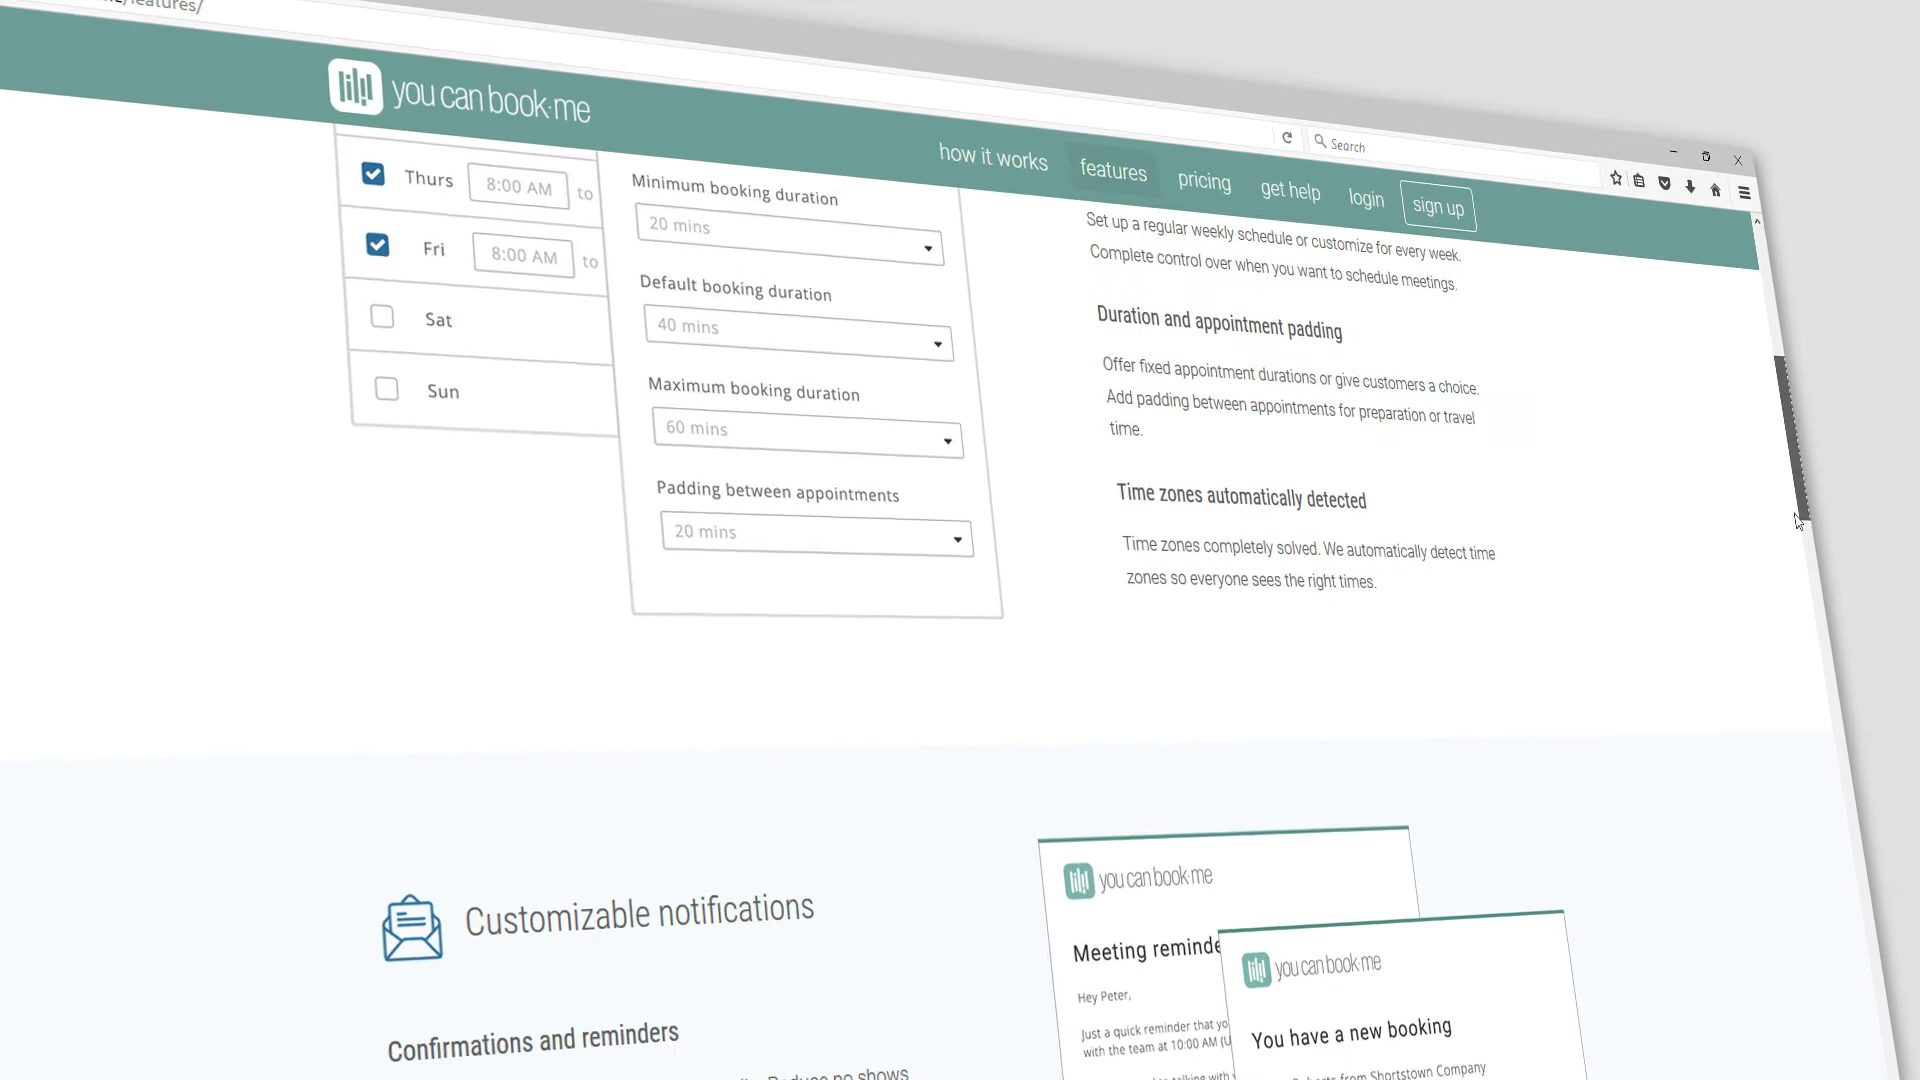 /features/
you can book·me
Search
how it works
features
pricing
get help
login
sign up
Thurs
8:00 AM
to
Fri
8:00 AM
to
Sat
Sun
Minimum booking duration
20 mins
Default booking duration
40 mins
Maximum booking duration
60 mins
Padding between appointments
20 mins
Set up a regular weekly schedule or customize for every week.
Complete control over when you want to schedule meetings.
Duration and appointment padding
Offer fixed appointment durations or give customers a choice.
Add padding between appointments for preparation or travel
time.
Time zones automatically detected
Time zones completely solved. We automatically detect time
zones so everyone sees the right times.
Customizable notifications
Confirmations and reminders
Reduce no shows
you can book·me
Meeting reminde
Hey Peter,
Just a quick reminder that yo
with the team at 10:00 AM (U
talking with
you can book·me
You have a new booking
from Shortstown Company